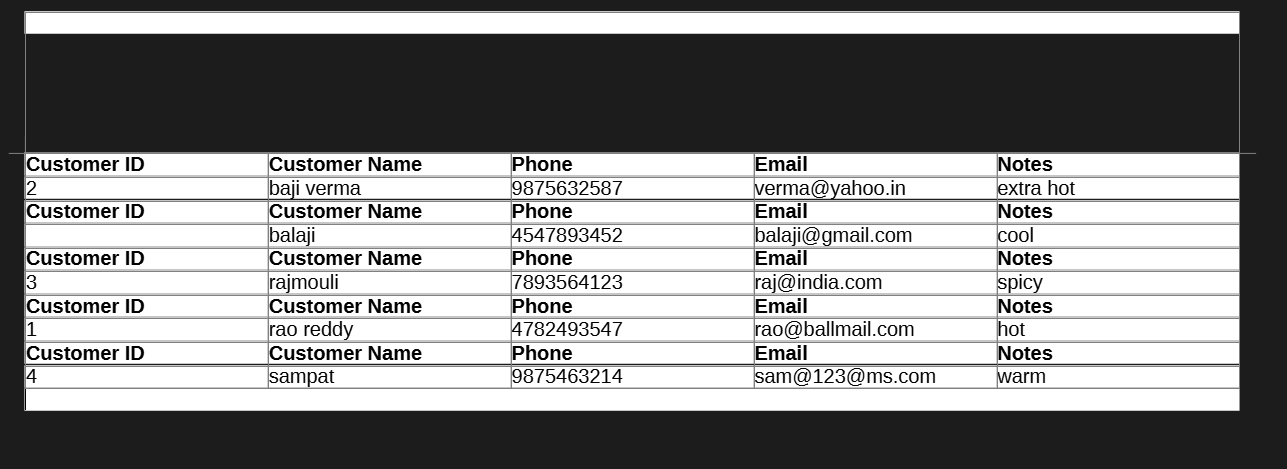 Customer ID Customer Name Phone Email Notes
2 baji verma 9875632587 verma@yahoo.in extra hot
Customer ID Customer Name Phone Email Notes
balaji 4547893452 balaji@gmail.com cool
Customer ID Customer Name Phone Email Notes
3 rajmouli 7893564123 raj@india.com spicy
Customer ID Customer Name Phone Email Notes
1 rao reddy 4782493547 rao@ballmail.com hot
Customer ID Customer Name Phone Email Notes
4 sampat 9875463214 sam@123@ms.com warm